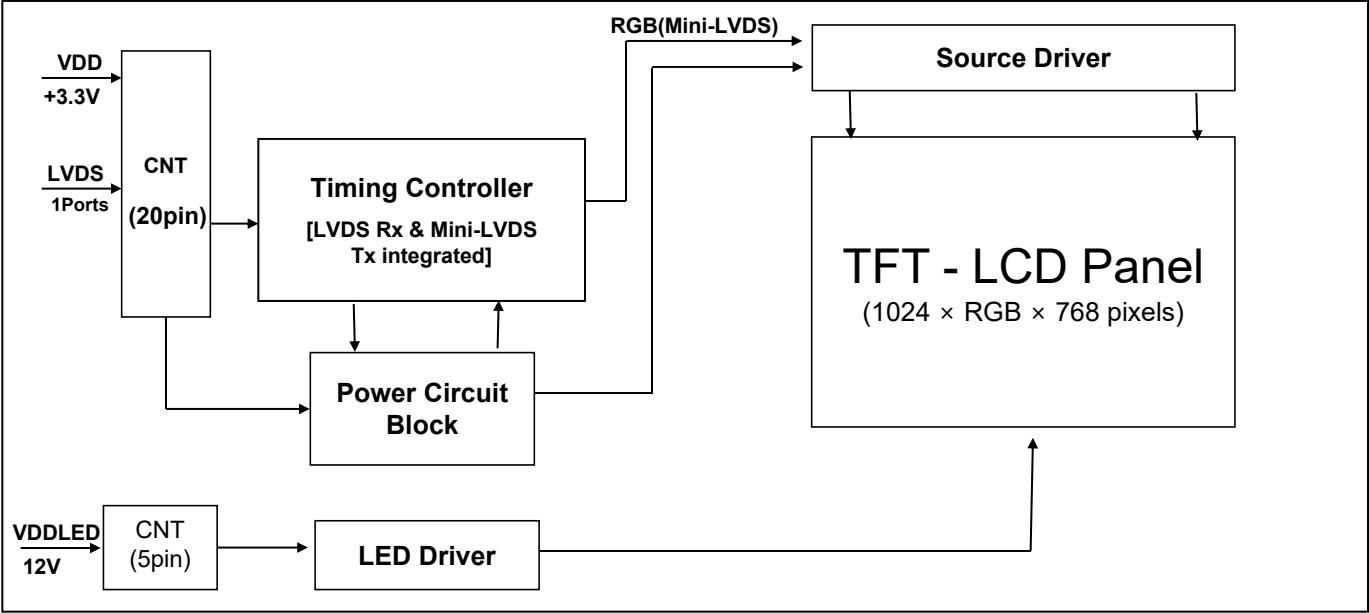 RGB(Mini-LVDS)
VDD
+3.3V
LVDS
1Ports
CNT
(20pin)
Timing Controller
[LVDS Rx & Mini-LVDS
Tx integrated]
Power Circuit
Block
Source Driver
TFT - LCD Panel
(1024 × RGB × 768 pixels)
VDDLED
12V
CNT
(5pin)
LED Driver